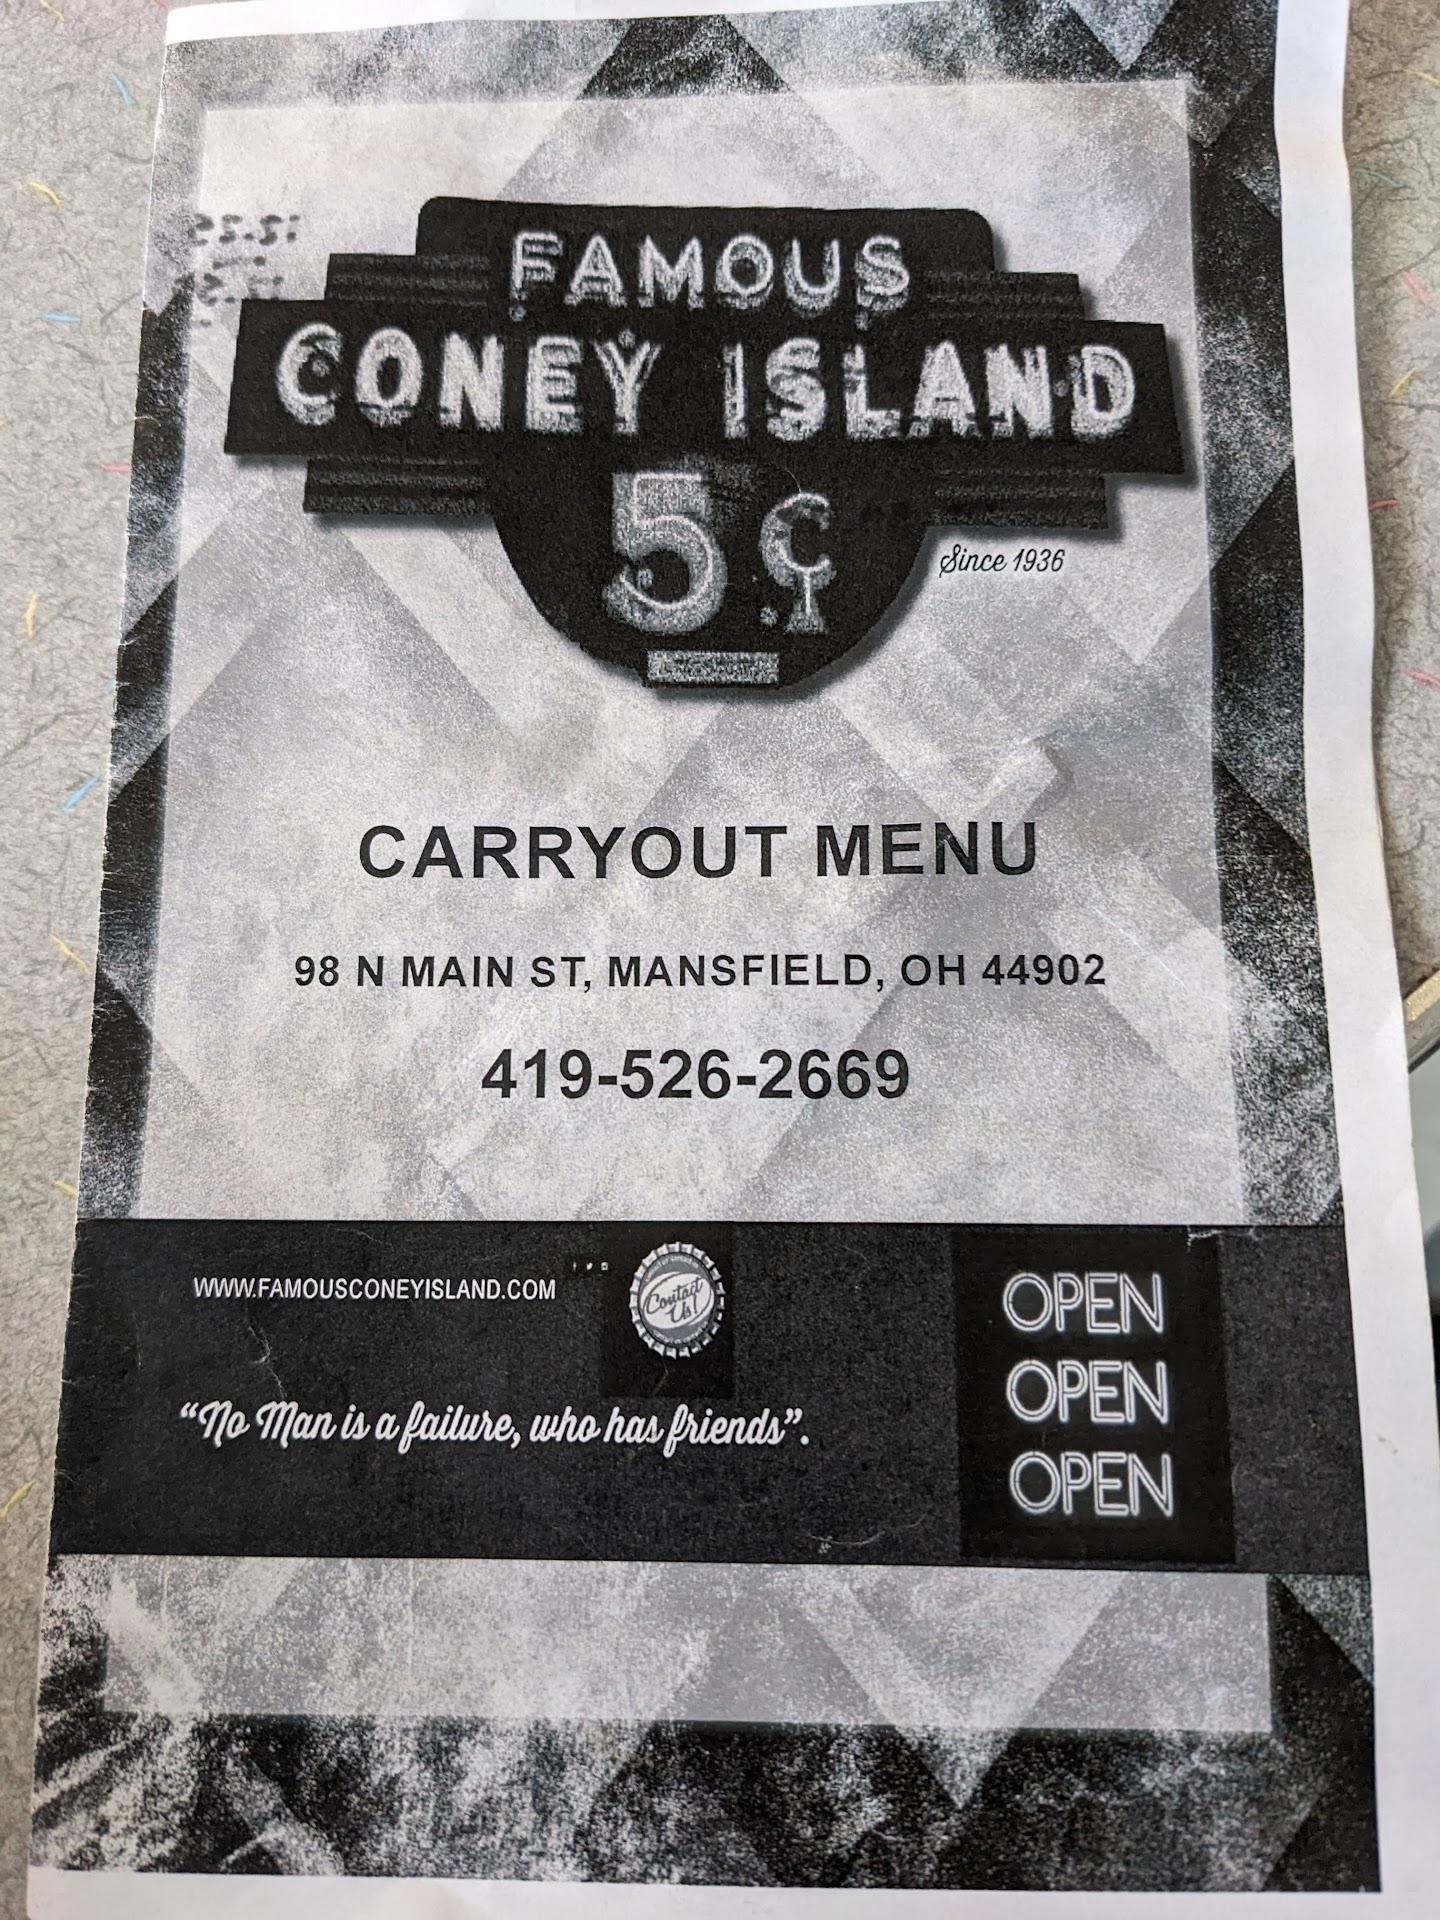 FAMOUS
CONEY ISLAND
5¢
Since 1936
CARRYOUT MENU
98 N MAIN ST, MANSFIELD, OH 44902
419-526-2669
WWW.FAMOUSCONEYISLAND.COM
Contact
Us!
“No Man is a failure, who has friends”.
OPEN
OPEN
OPEN